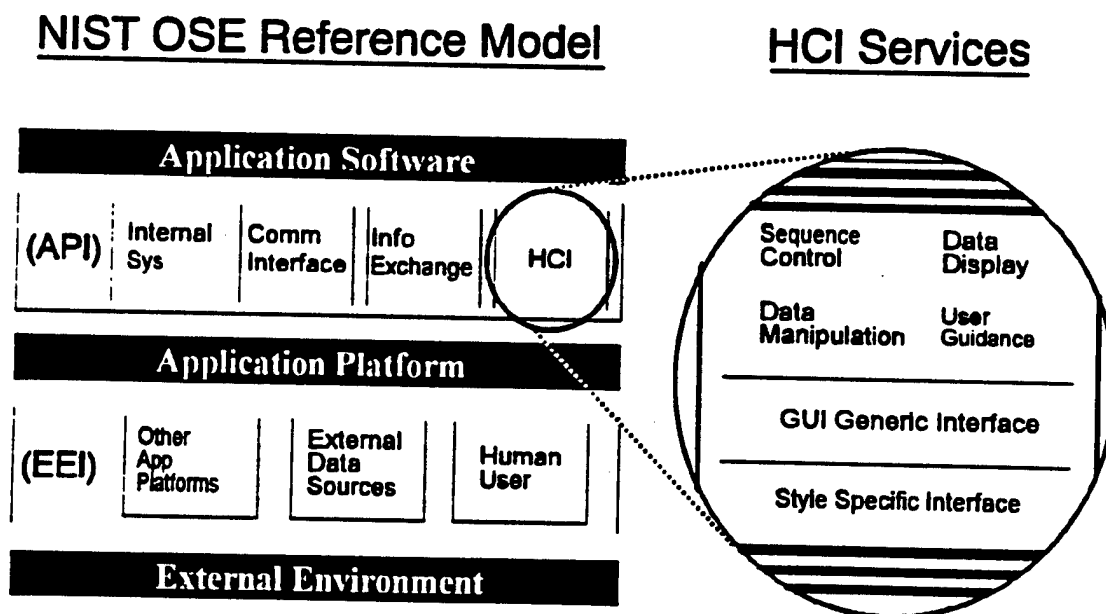 NIST OSE Reference Model
HCI Services
Application Software
(API)
Internal
Sys
Comm
Interface
Info
Exchange
HCI
Application Platform
(EEI)
Other
App
Platforms
External
Data
Sources
Human
User
External Environment
Sequence
Control
Data
Display
Data
Manipulation
User
Guidance
GUI Generic Interface
Style Specific Interface